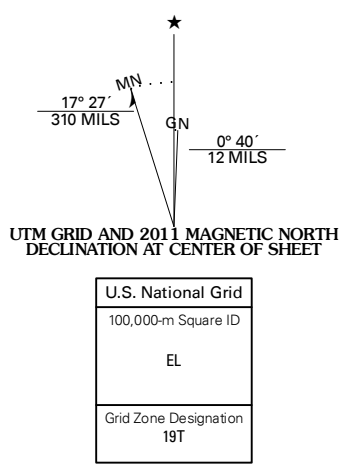 ★
MN
17° 27´
310 MILS
GN
0° 40´
12 MILS
UTM GRID AND 2011 MAGNETIC NORTH
DECLINATION AT CENTER OF SHEET
U.S. National Grid
100,000-m Square ID
EL
Grid Zone Designation
19T